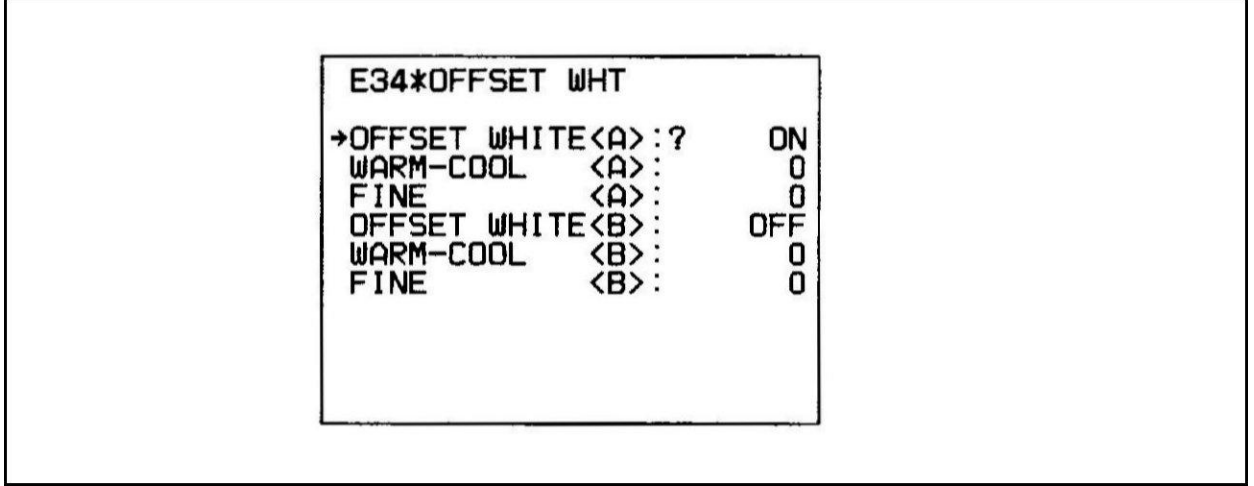 E34*OFFSET WHT
→OFFSET WHITE<A>:? ON
WARM-COOL <A>: 0
FINE <A>: 0
OFFSET WHITE<B>: OFF
WARM-COOL <B>: 0
FINE <B>: 0